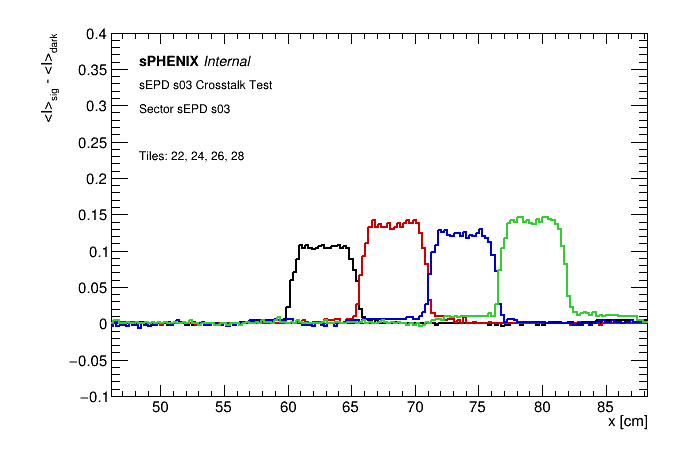 <I>sig - <I>dark
0.4
0.35
0.3
0.25
0.2
0.15
0.1
0.05
0
−0.05
−0.1
sPHENIX Internal
sEPD s03 Crosstalk Test
Sector sEPD s03
Tiles: 22, 24, 26, 28
50 55 60 65 70 75 80 85
x [cm]